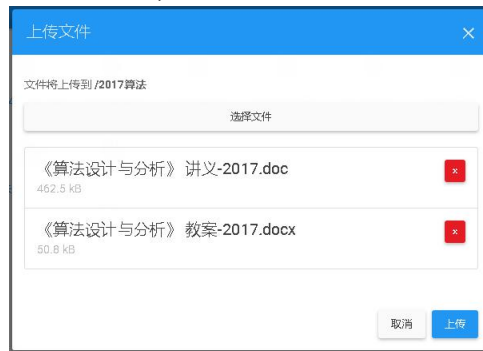 上传文件 ×
文件将上传到 /2017算法
选择文件
《算法设计与分析》 讲义-2017.doc
462.5 kB
x
《算法设计与分析》 教案-2017.docx
50.8 kB
x
取消 上传